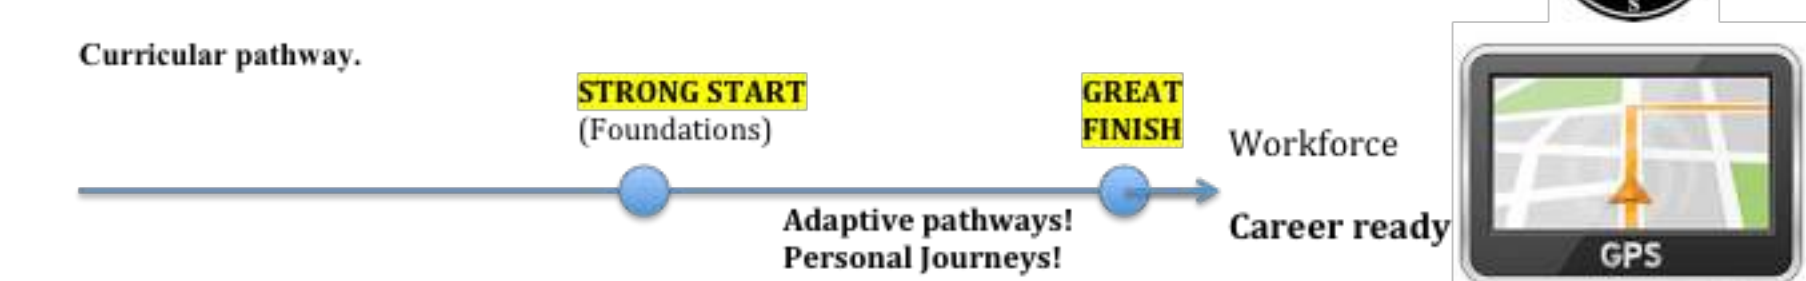 S
Curricular pathway.
STRONG START
(Foundations)
GREAT
FINISH
Workforce
Adaptive pathways!
Personal Journeys!
Career ready
GPS